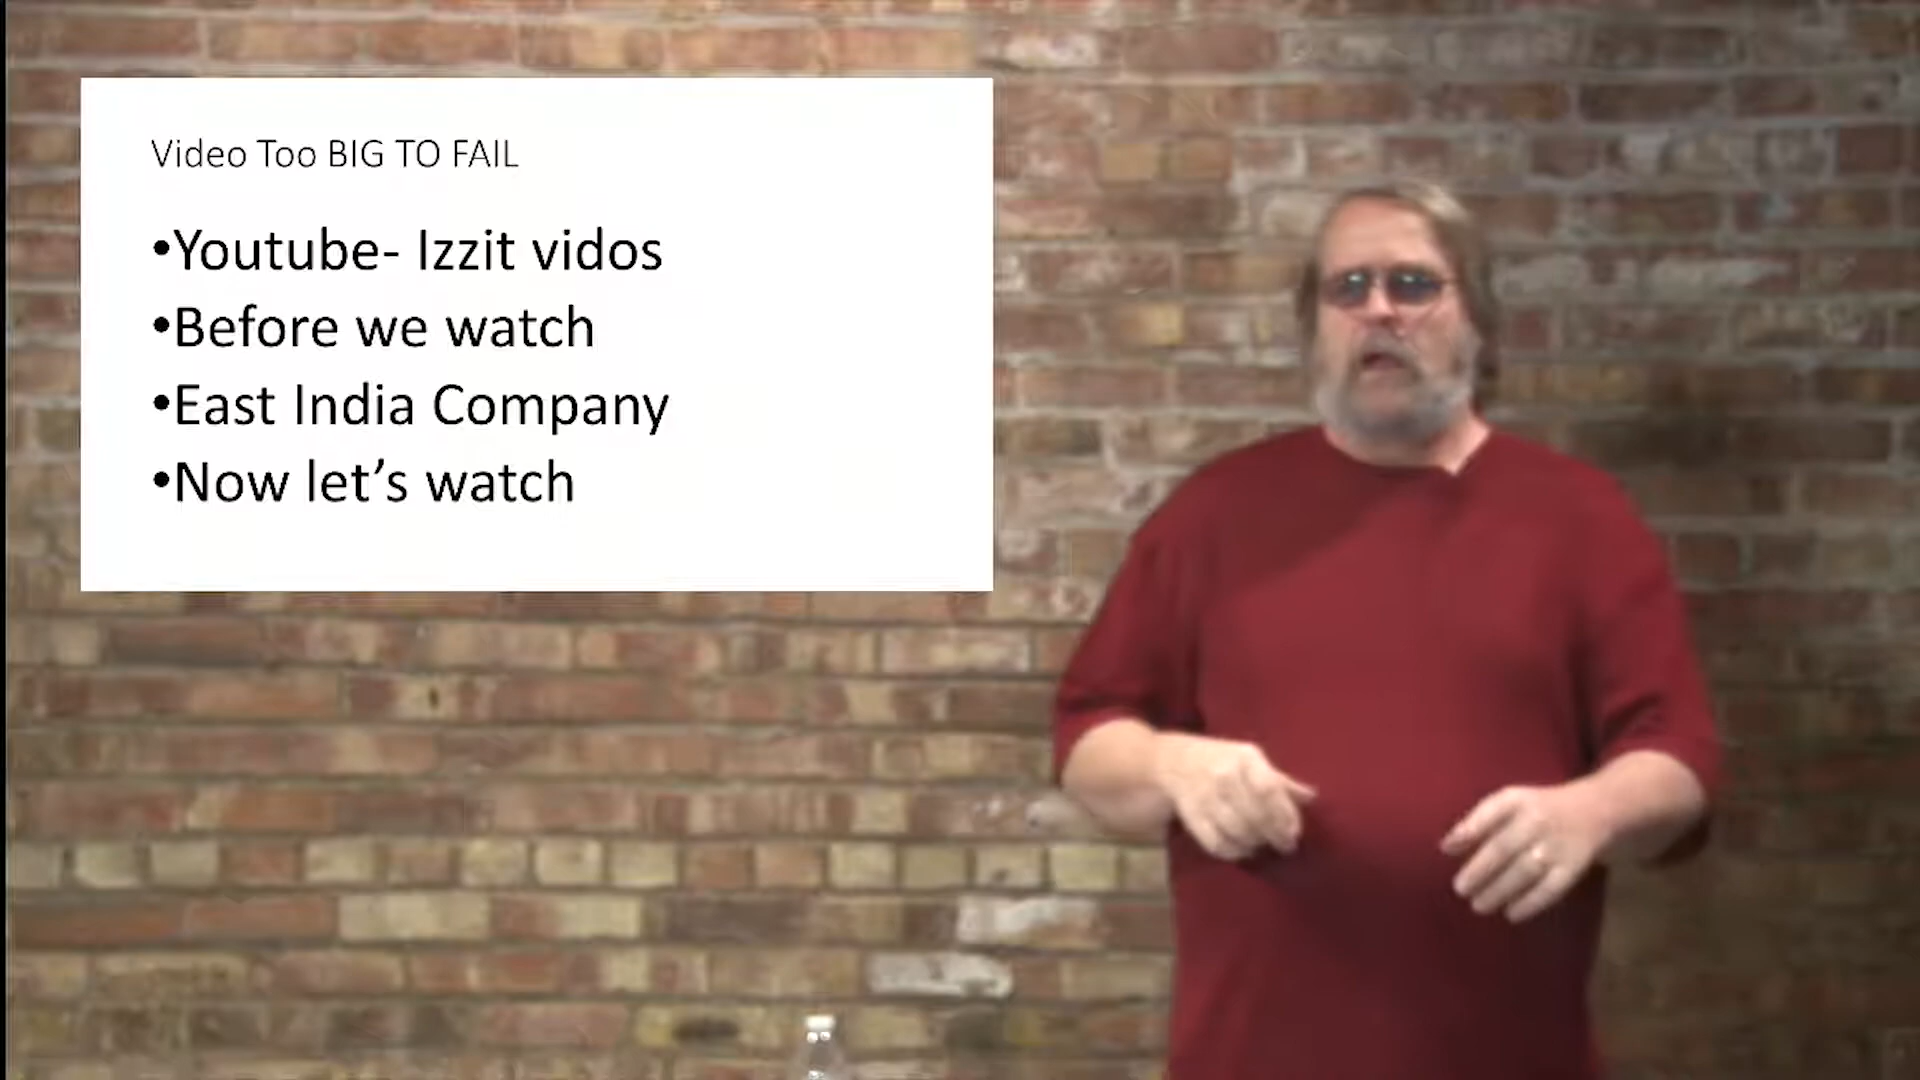 Video Too BIG TO FAIL
•Youtube- Izzit vidos
•Before we watch
•East India Company
•Now let’s watch